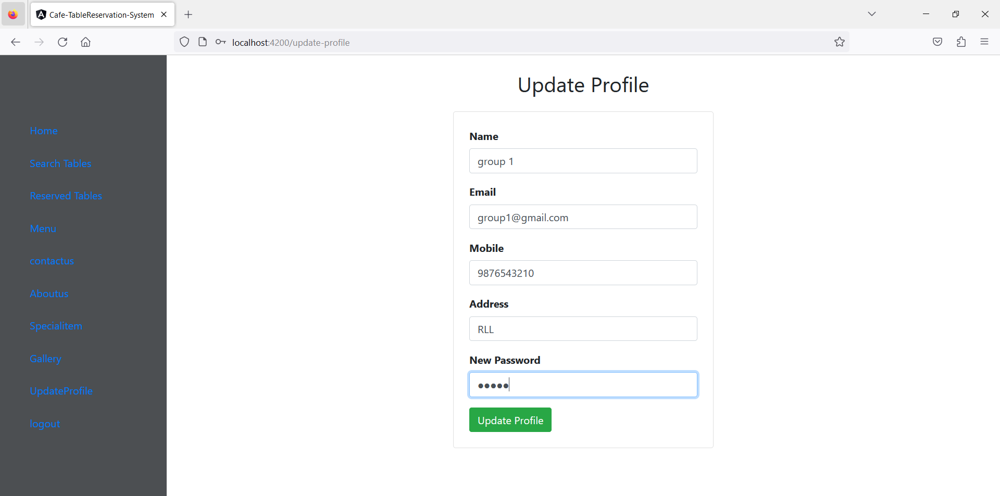 Cafe-TableReservation-System
localhost:4200/update-profile
Home
Search Tables
Reserved Tables
Menu
contactus
Aboutus
Specialitem
Gallery
UpdateProfile
logout
Update Profile
Name
group 1
Email
group1@gmail.com
Mobile
9876543210
Address
RLL
New Password
●●●●●
Update Profile